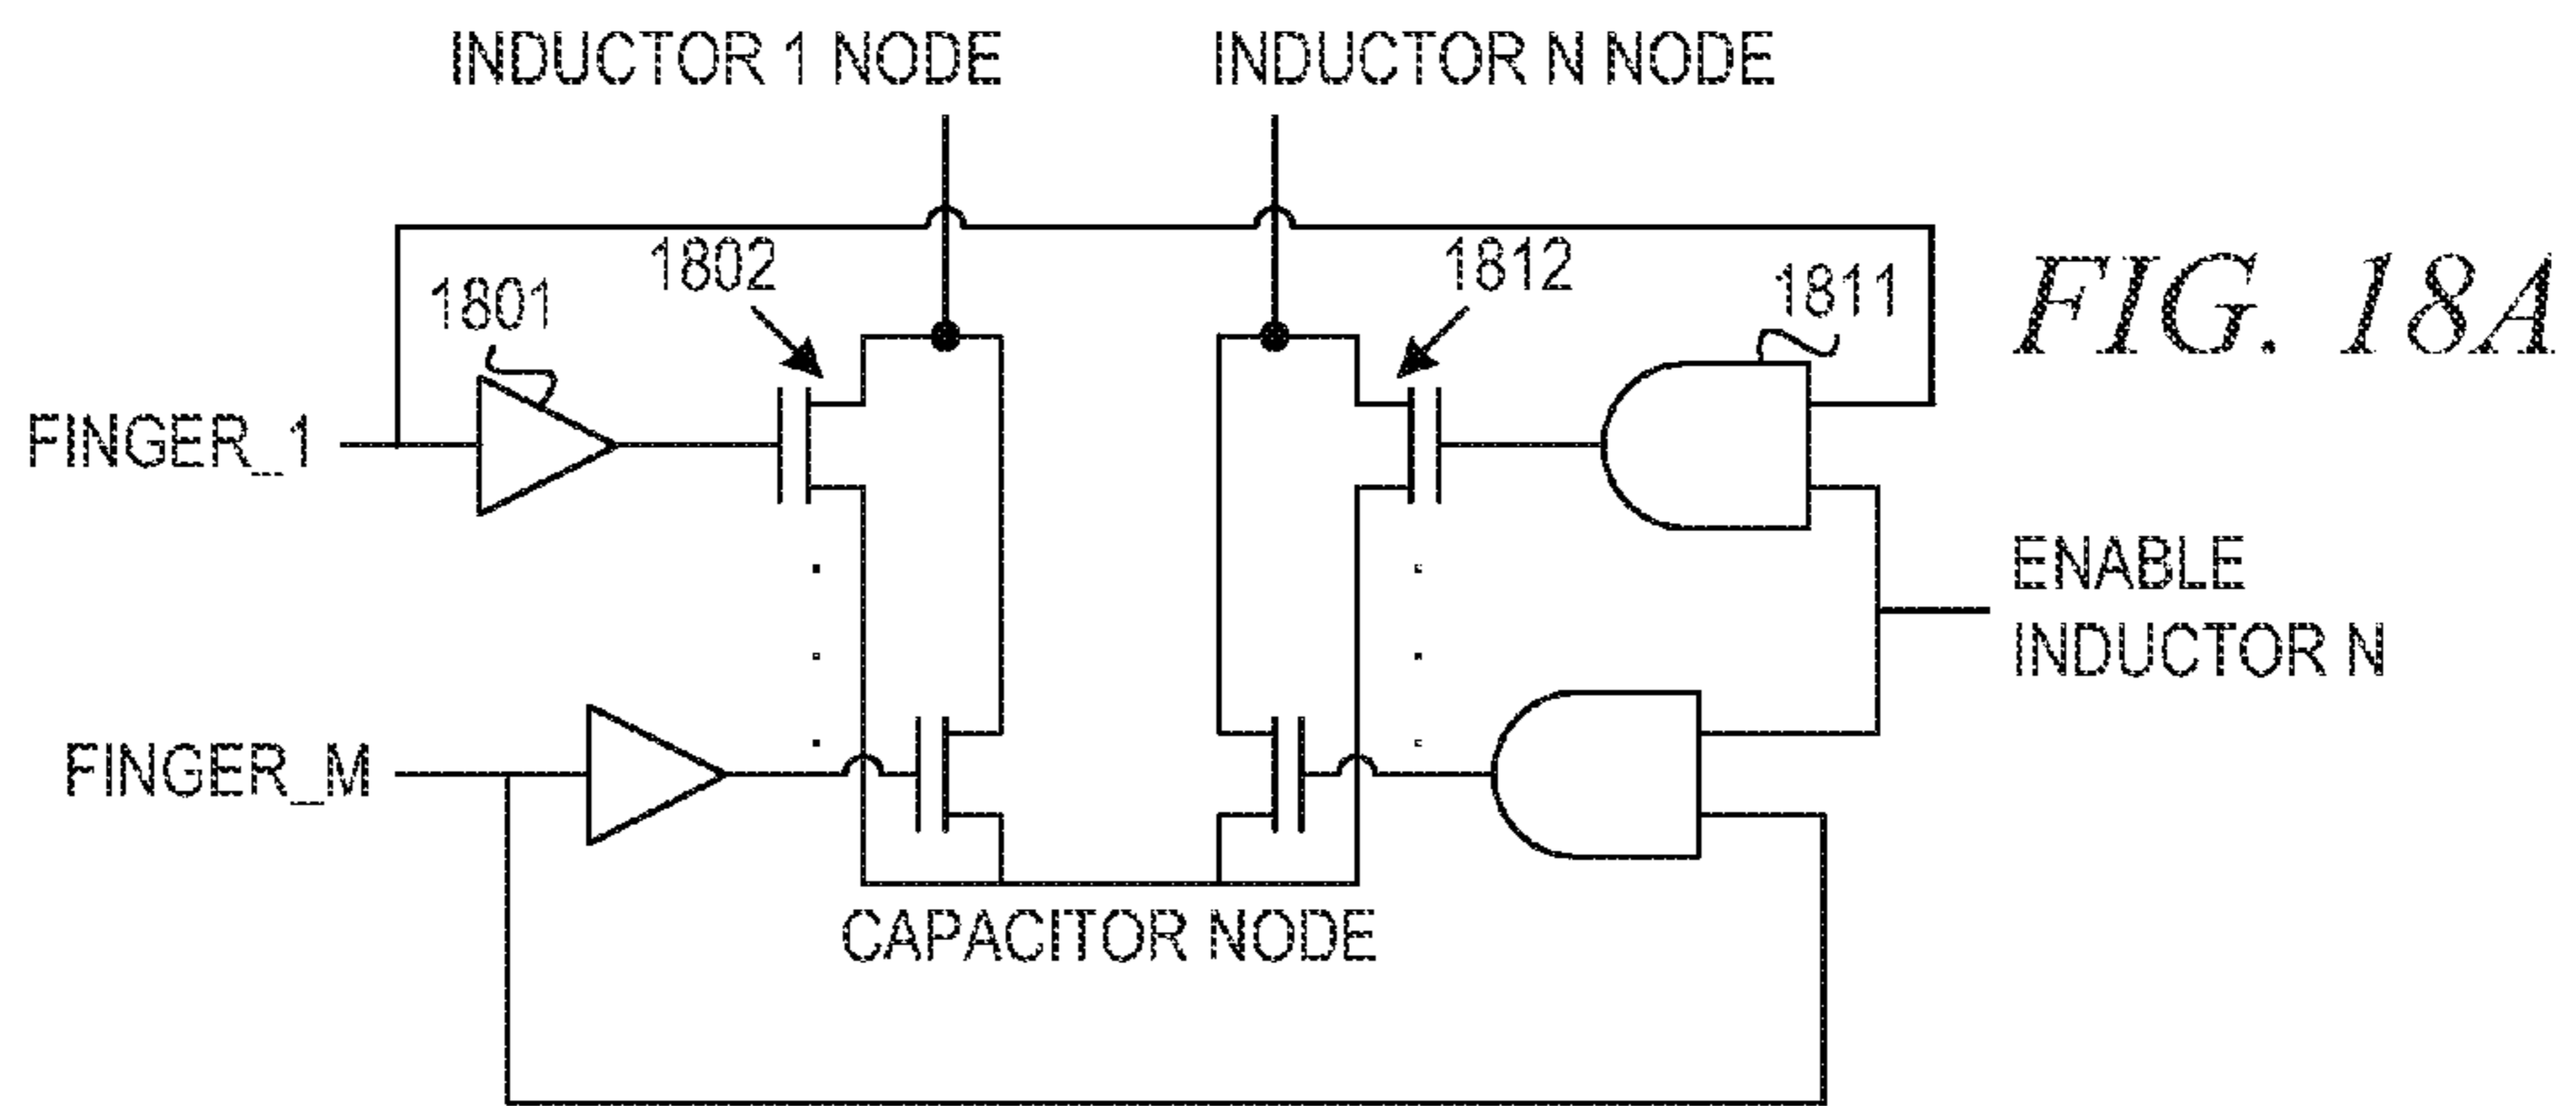 INDUCTOR 1 NODE
INDUCTOR N NODE
1802
1812
1801
1811
FIG. 18A
FINGER_1
ENABLE
INDUCTOR N
FINGER_M
CAPACITOR NODE